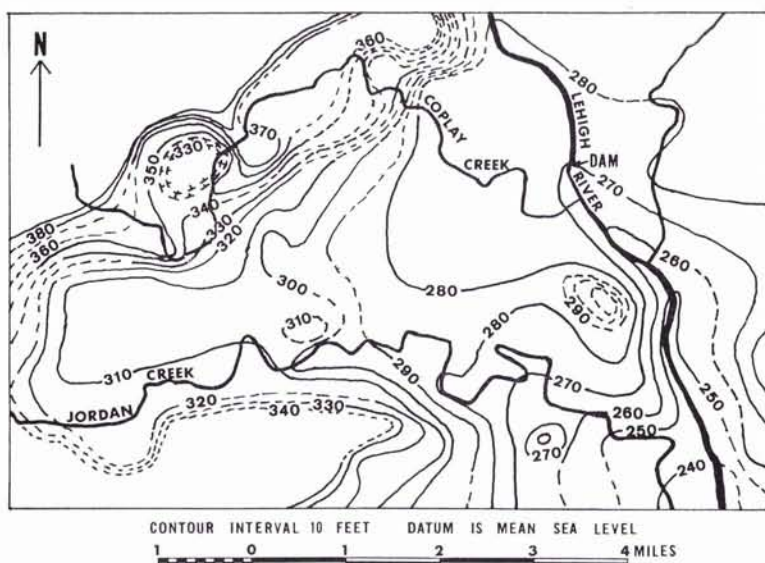 N
360
280
LEHIGH
RIVER
370
330
350
COPLAY
CREEK
DAM
270
340
330
320
380
360
260
300
280
290
310
280
290
310
CREEK
270
JORDAN
320
340
330
260
250
250
270
240
CONTOUR INTERVAL 10 FEET DATUM IS MEAN SEA LEVEL
1 0 1 2 3 4 MILES